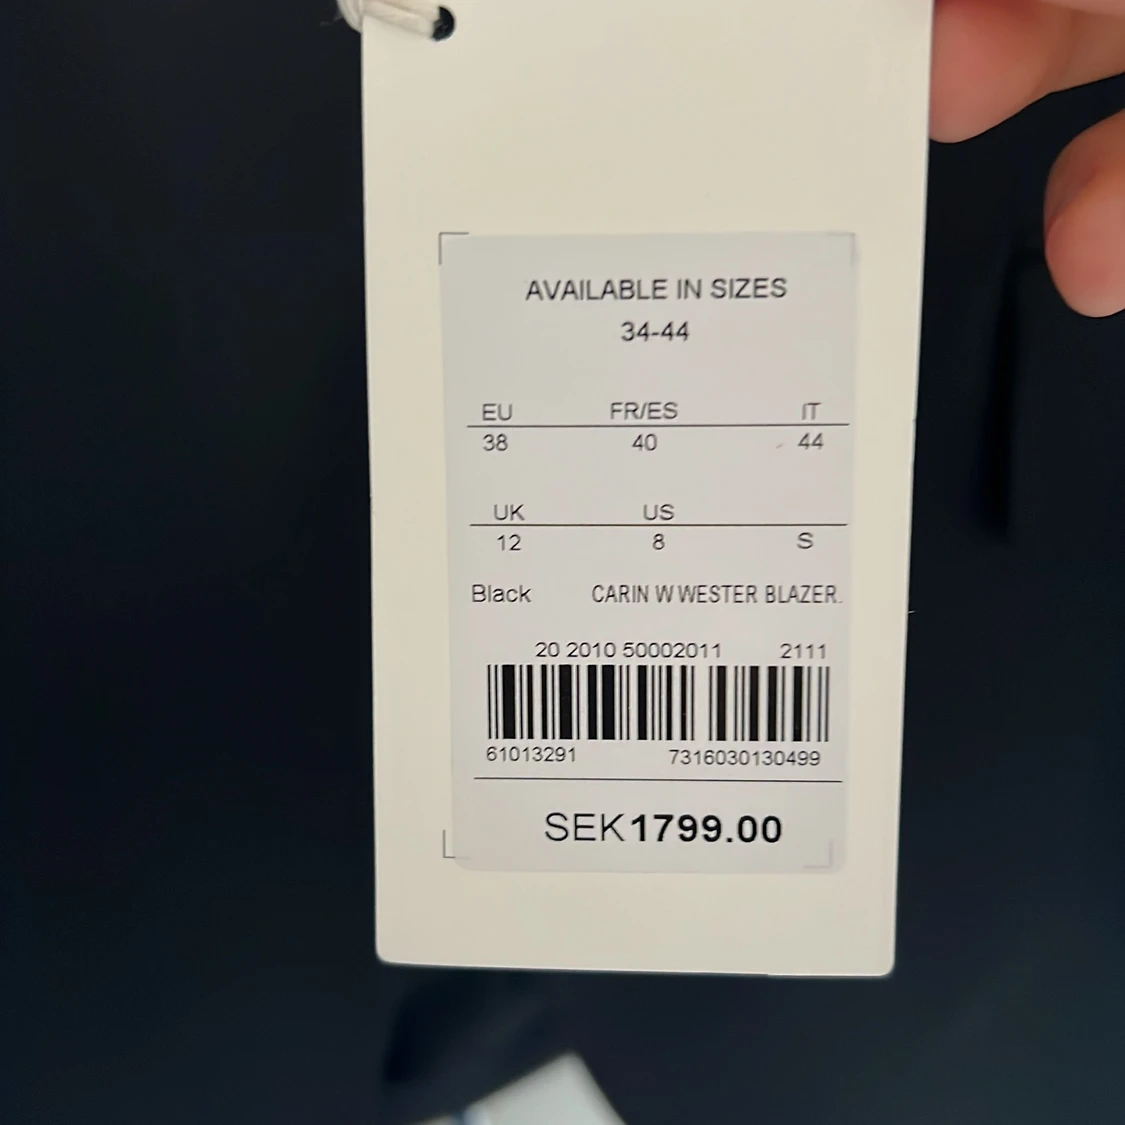 AVAILABLE IN SIZES
34-44
EU FR/ES IT
38 40 44
UK US
12 8 S
Black CARIN W WESTER BLAZER.
20 2010 50002011 2111
61013291 7316030130499
SEK1799.00